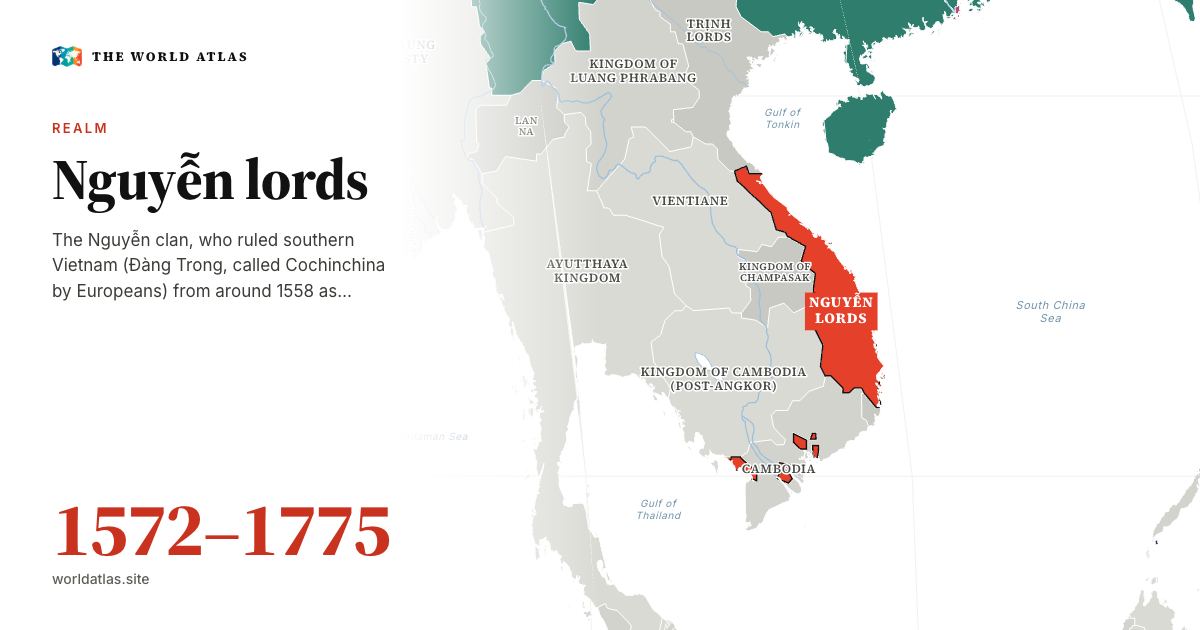 THE WORLD ATLAS
REALM
Nguyễn lords
The Nguyễn clan, who ruled southern
Vietnam (Đàng Trong, called Cochinchina
by Europeans) from around 1558 as...
1572–1775
worldatlas.site
TRỊNH
LORDS
KINGDOM OF
LUANG PHRABANG
LAN
NA
Gulf of
Tonkin
VIENTIANE
AYUTTHAYA
KINGDOM
KINGDOM OF
CHAMPASAK
NGUYỄN
LORDS
South China
Sea
KINGDOM OF CAMBODIA
(POST-ANGKOR)
Sea
CAMBODIA
Gulf of
Thailand